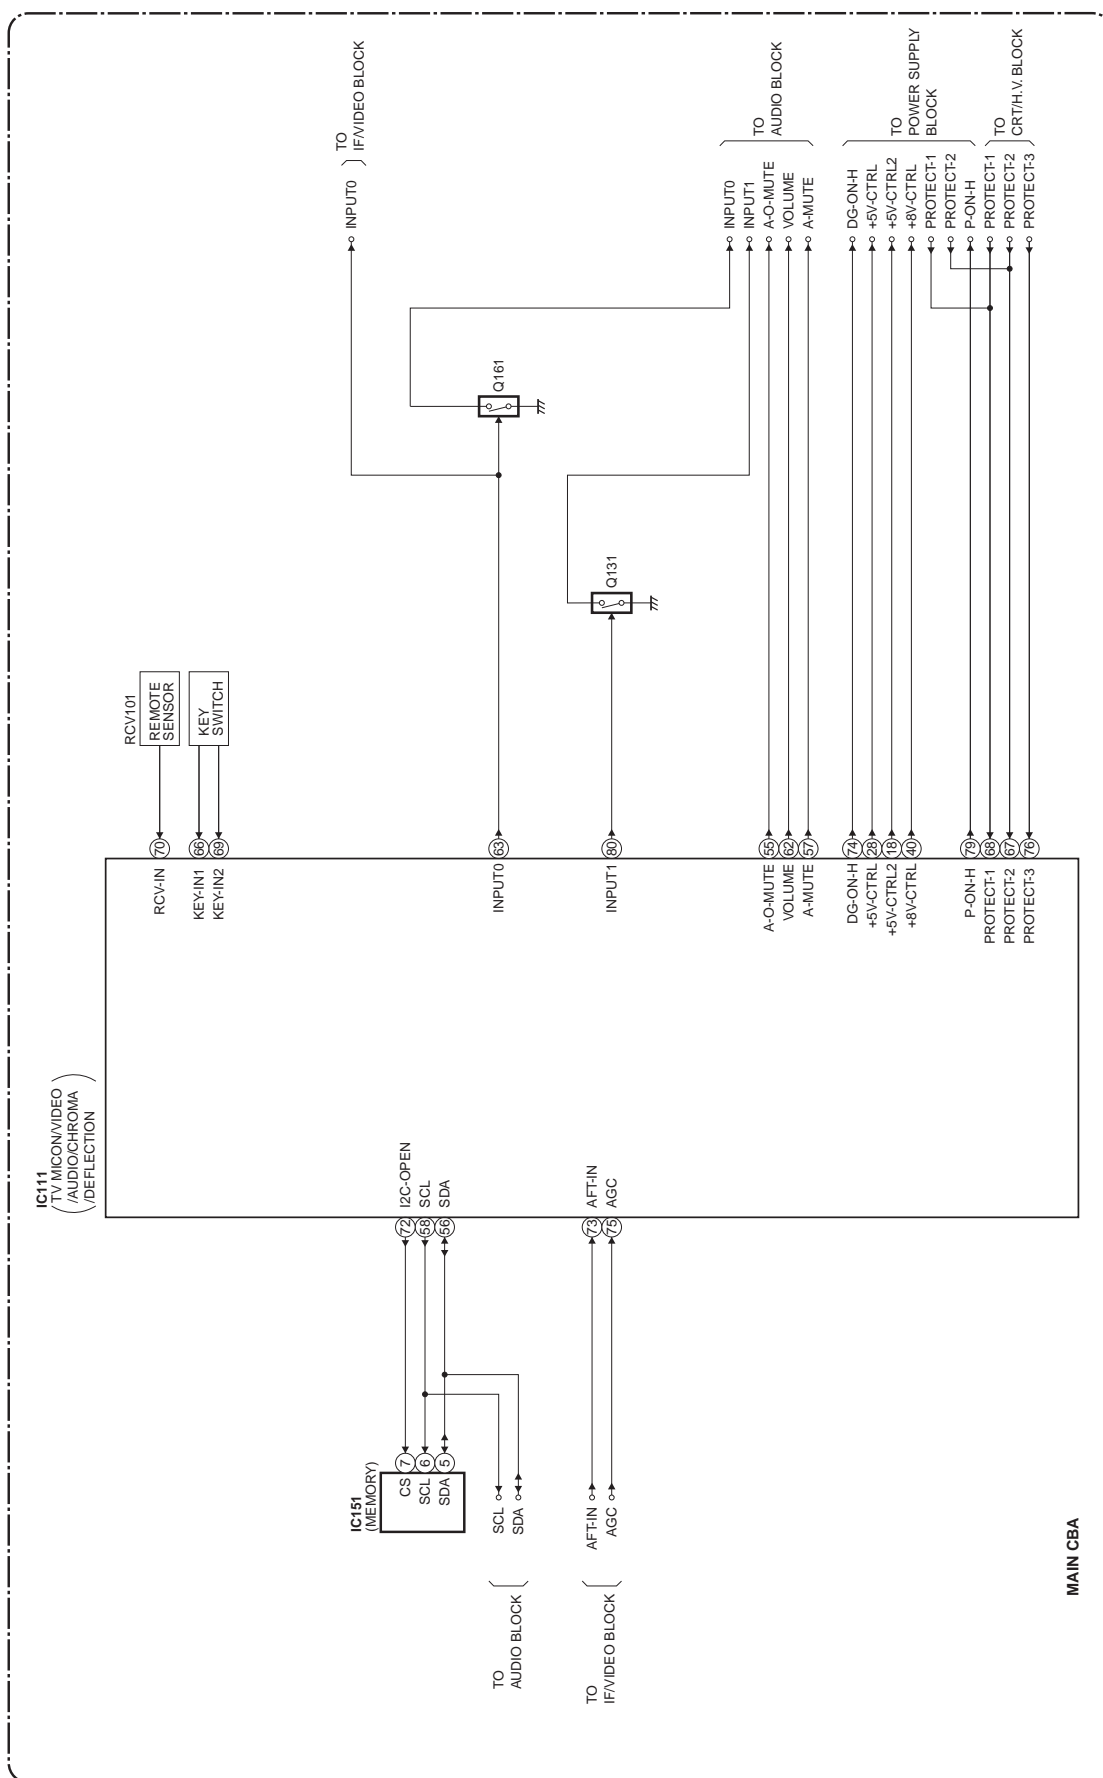 IC111
TV MICON/VIDEO
/AUDIO/CHROMA
/DEFLECTION
RCV101
REMOTE
SENSOR
KEY
SWITCH
RCV-IN
70
KEY-IN1
66
KEY-IN2
69
INPUT0
63
INPUT1
80
A-O-MUTE
55
VOLUME
62
A-MUTE
57
DG-ON-H
74
+5V-CTRL
28
+5V-CTRL2
18
+8V-CTRL
40
P-ON-H
79
PROTECT-1
68
PROTECT-2
67
PROTECT-3
76
Q161
Q131
INPUT0
TO
IF/VIDEO BLOCK
INPUT0
INPUT1
A-O-MUTE
VOLUME
A-MUTE
TO
AUDIO BLOCK
DG-ON-H
+5V-CTRL
+5V-CTRL2
+8V-CTRL
PROTECT-1
PROTECT-2
P-ON-H
TO
POWER SUPPLY
BLOCK
PROTECT-1
PROTECT-2
PROTECT-3
TO
CRT/H.V. BLOCK
72
I2C-OPEN
58
SCL
56
SDA
73
AFT-IN
75
AGC
IC151
(MEMORY)
CS
7
SCL
6
SDA
5
TO
AUDIO BLOCK
SCL
SDA
TO
IF/VIDEO BLOCK
AFT-IN
AGC
MAIN CBA